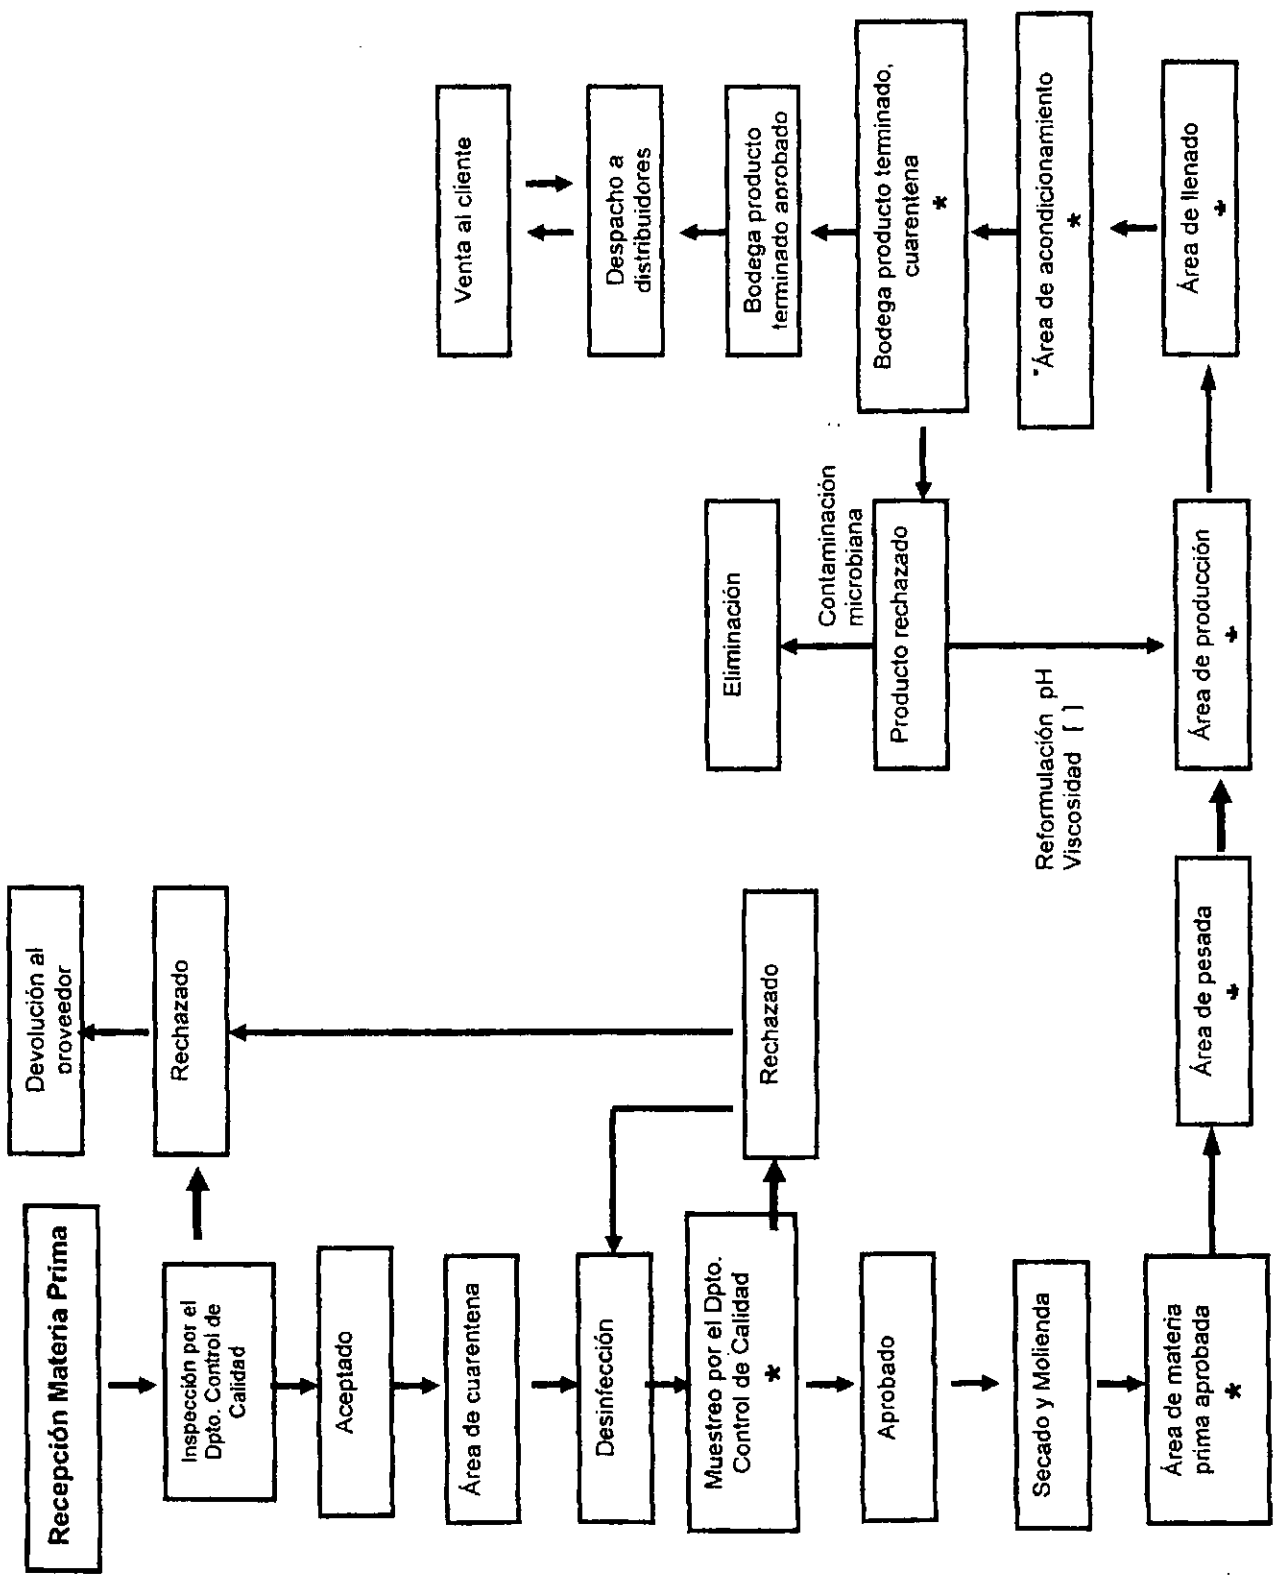 Recepción Materia Prima
Inspección por el
Dpto. Control de
Calidad
Aceptado
Área de cuarentena
Desinfección
Muestreo por el Dpto.
Control de Calidad
*
Aprobado
Secado y Molienda
Área de materia
prima aprobada
*
Devolución al
proveedor
Rechazado
Rechazado
Área de pesada
*
Eliminación
Contaminación
microbiana
Producto rechazado
Reformulación pH
Viscosidad [ ]
Área de producción
*
Venta al cliente
Despacho a
distribuidores
Bodega producto
terminado aprobado
Bodega producto terminado,
cuarentena
*
Área de acondicionamiento
*
Área de llenado
*